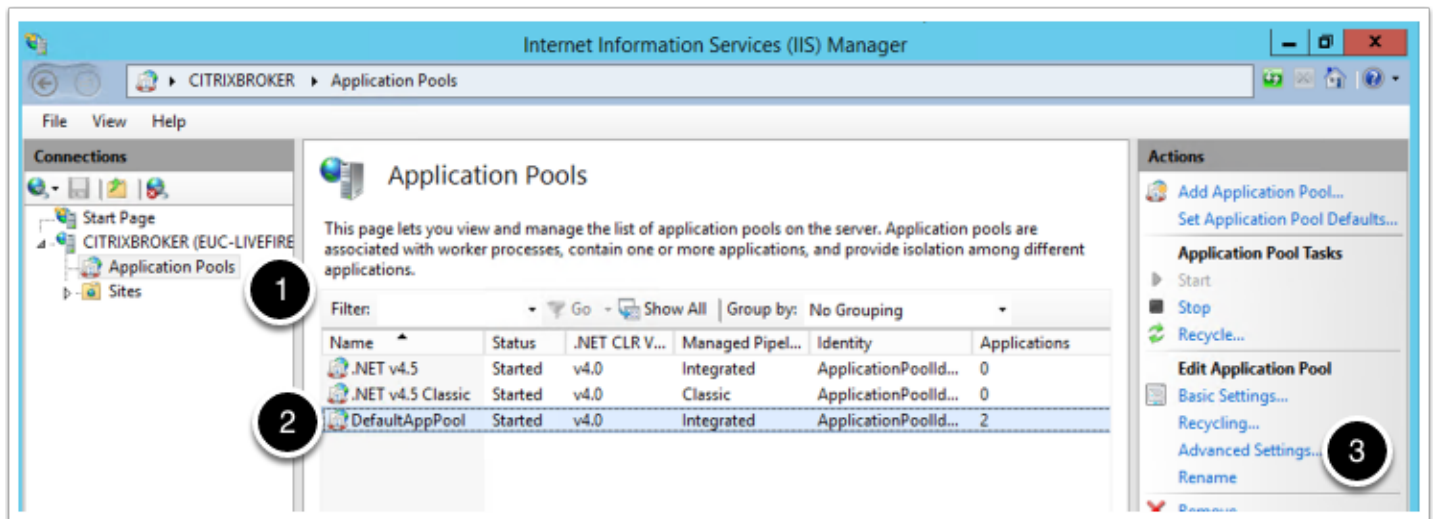 Internet Information Services (IIS) Manager
CITRIXBROKER Application Pools
File View Help
Connections
Start Page
CITRIXBROKER (EUC-LIVEFIRE
Application Pools
Sites
1
Application Pools
This page lets you view and manage the list of application pools on the server. Application pools are
associated with worker processes, contain one or more applications, and provide isolation among different
applications.
Filter: Go Show All Group by: No Grouping
Name Status .NET CLR V... Managed Pipel... Identity Applications
.NET v4.5 Started v4.0 Integrated ApplicationPoolId... 0
.NET v4.5 Classic Started v4.0 Classic ApplicationPoolId... 0
2 DefaultAppPool Started v4.0 Integrated ApplicationPoolId... 2
Actions
Add Application Pool...
Set Application Pool Defaults...
Application Pool Tasks
Start
Stop
Recycle...
Edit Application Pool
Basic Settings...
Recycling...
Advanced Settings... 3
Rename